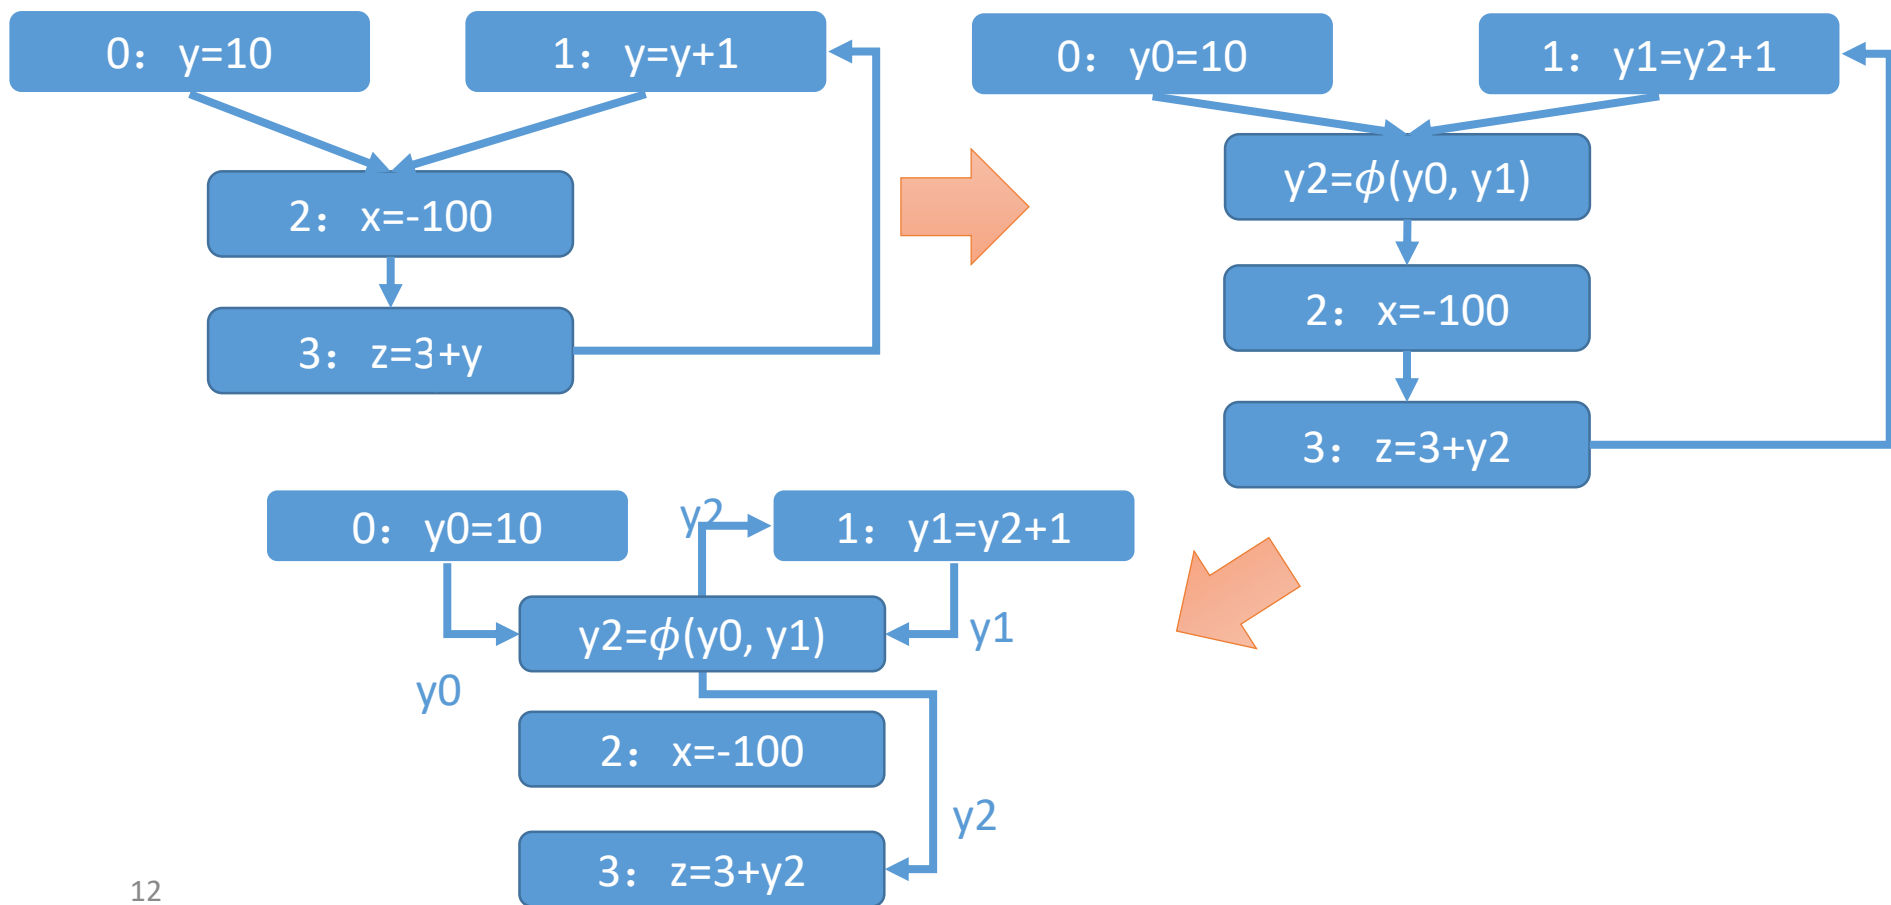 0： y=10
1： y=y+1
2： x=-100
3： z=3+y
0： y0=10
1： y1=y2+1
y2=ϕ(y0, y1)
2： x=-100
3： z=3+y2
0： y0=10
y2
1： y1=y2+1
y2=ϕ(y0, y1)
y1
y0
2： x=-100
y2
3： z=3+y2
12